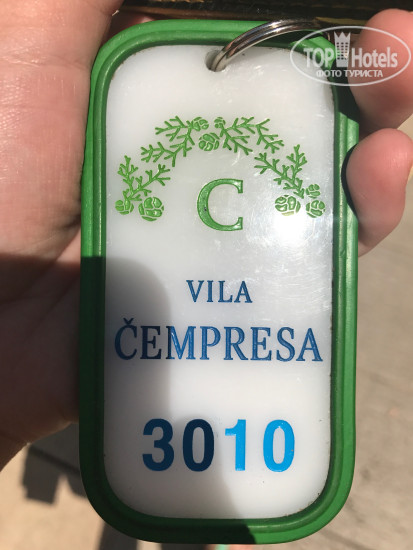 TOP Hotels
ФОТО ТУРИСТА
C
VILA
ČEMPRESA
3010